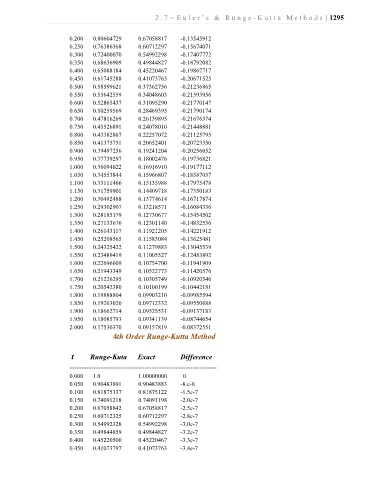 2.7–Euler's & Runge-Kutta Methods | 1295
0.200 0.80604729 0.67058817 -0.13545912
0.250 0.76386368 0.60712297 -0.15674071
0.300 0.72400070 0.54992298 -0.17407772
0.350 0.68636909 0.49844827 -0.18792082
0.400 0.65088184 0.45220467 -0.19867717
0.450 0.61745288 0.41073763 -0.20671525
0.500 0.58599621 0.37362756 -0.21236865
0.550 0.55642559 0.34048603 -0.21593956
0.600 0.52865437 0.31095290 -0.21770147
0.650 0.50259569 0.28469395 -0.21790174
0.700 0.47816269 0.26139895 -0.21676374
0.750 0.45526891 0.24078010 -0.21448881
0.800 0.43382867 0.22257072 -0.21125795
0.850 0.41375751 0.20652401 -0.20723350
0.900 0.39497256 0.19241204 -0.20256052
0.950 0.37739297 0.18002476 -0.19736821
1.000 0.36094022 0.16916910 -0.19177112
1.050 0.34553844 0.15966807 -0.18587037
1.100 0.33111466 0.15135988 -0.17975478
1.150 0.31759901 0.14409718 -0.17350183
1.200 0.30492488 0.13774614 -0.16717874
1.250 0.29302907 0.13218571 -0.16084336
1.300 0.28185179 0.12730677 -0.15454502
1.350 0.27133676 0.12301140 -0.14832536
1.400 0.26143117 0.11921205 -0.14221912
1.450 0.25208565 0.11583084 -0.13625481
1.500 0.24325422 0.11279883 -0.13045539
1.550 0.23489419 0.11005527 -0.12483892
1.600 0.22696609 0.10754700 -0.11941909
1.650 0.21943349 0.10522773 -0.11420576
1.700 0.21226295 0.10305749 -0.10920546
1.750 0.20542380 0.10100199 -0.10442181
1.800 0.19888804 0.09903210 -0.09985594
1.850 0.19263020 0.09712332 -0.09550688
1.900 0.18662714 0.09525531 -0.09137183
1.950 0.18085793 0.09341139 -0.08744654
2.000 0.17530370 0.09157819 -0.08372551
4th Order Runge-Kutta Method
t Runge-Kuta Exact Difference
------------------------------------------------------------
0.000 1.0 1.00000000 0
0.050 0.90483891 0.90483883 -8.e-8
0.100 0.81875137 0.81875122 -1.5e-7
0.150 0.74091218 0.74091198 -2.0e-7
0.200 0.67058842 0.67058817 -2.5e-7
0.250 0.60712325 0.60712297 -2.8e-7
0.300 0.54992328 0.54992298 -3.0e-7
0.350 0.49844859 0.49844827 -3.2e-7
0.400 0.45220500 0.45220467 -3.3e-7
0.450 0.41073797 0.41073763 -3.4e-7